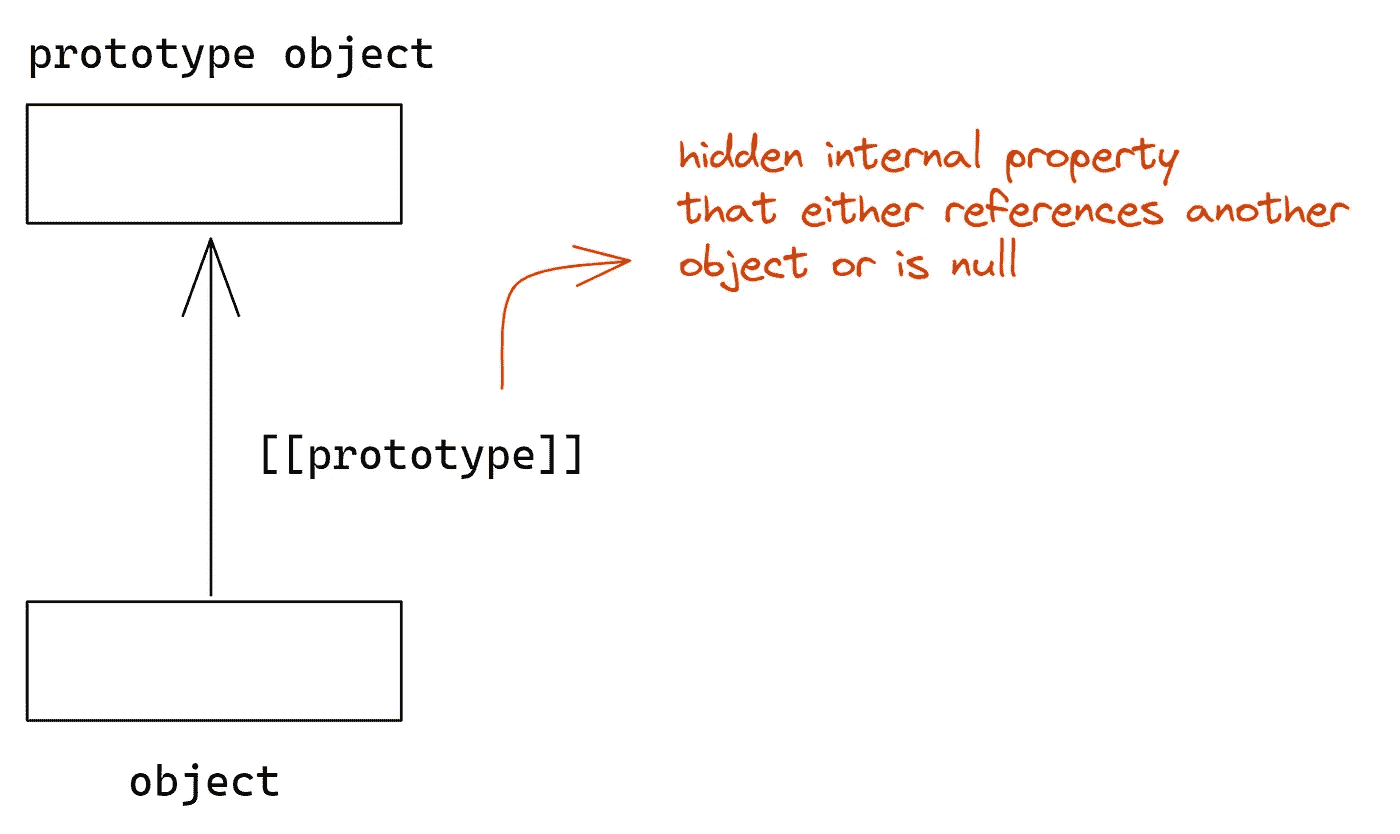 prototype object
hidden internal property
that either references another
object or is null
[[prototype]]
object